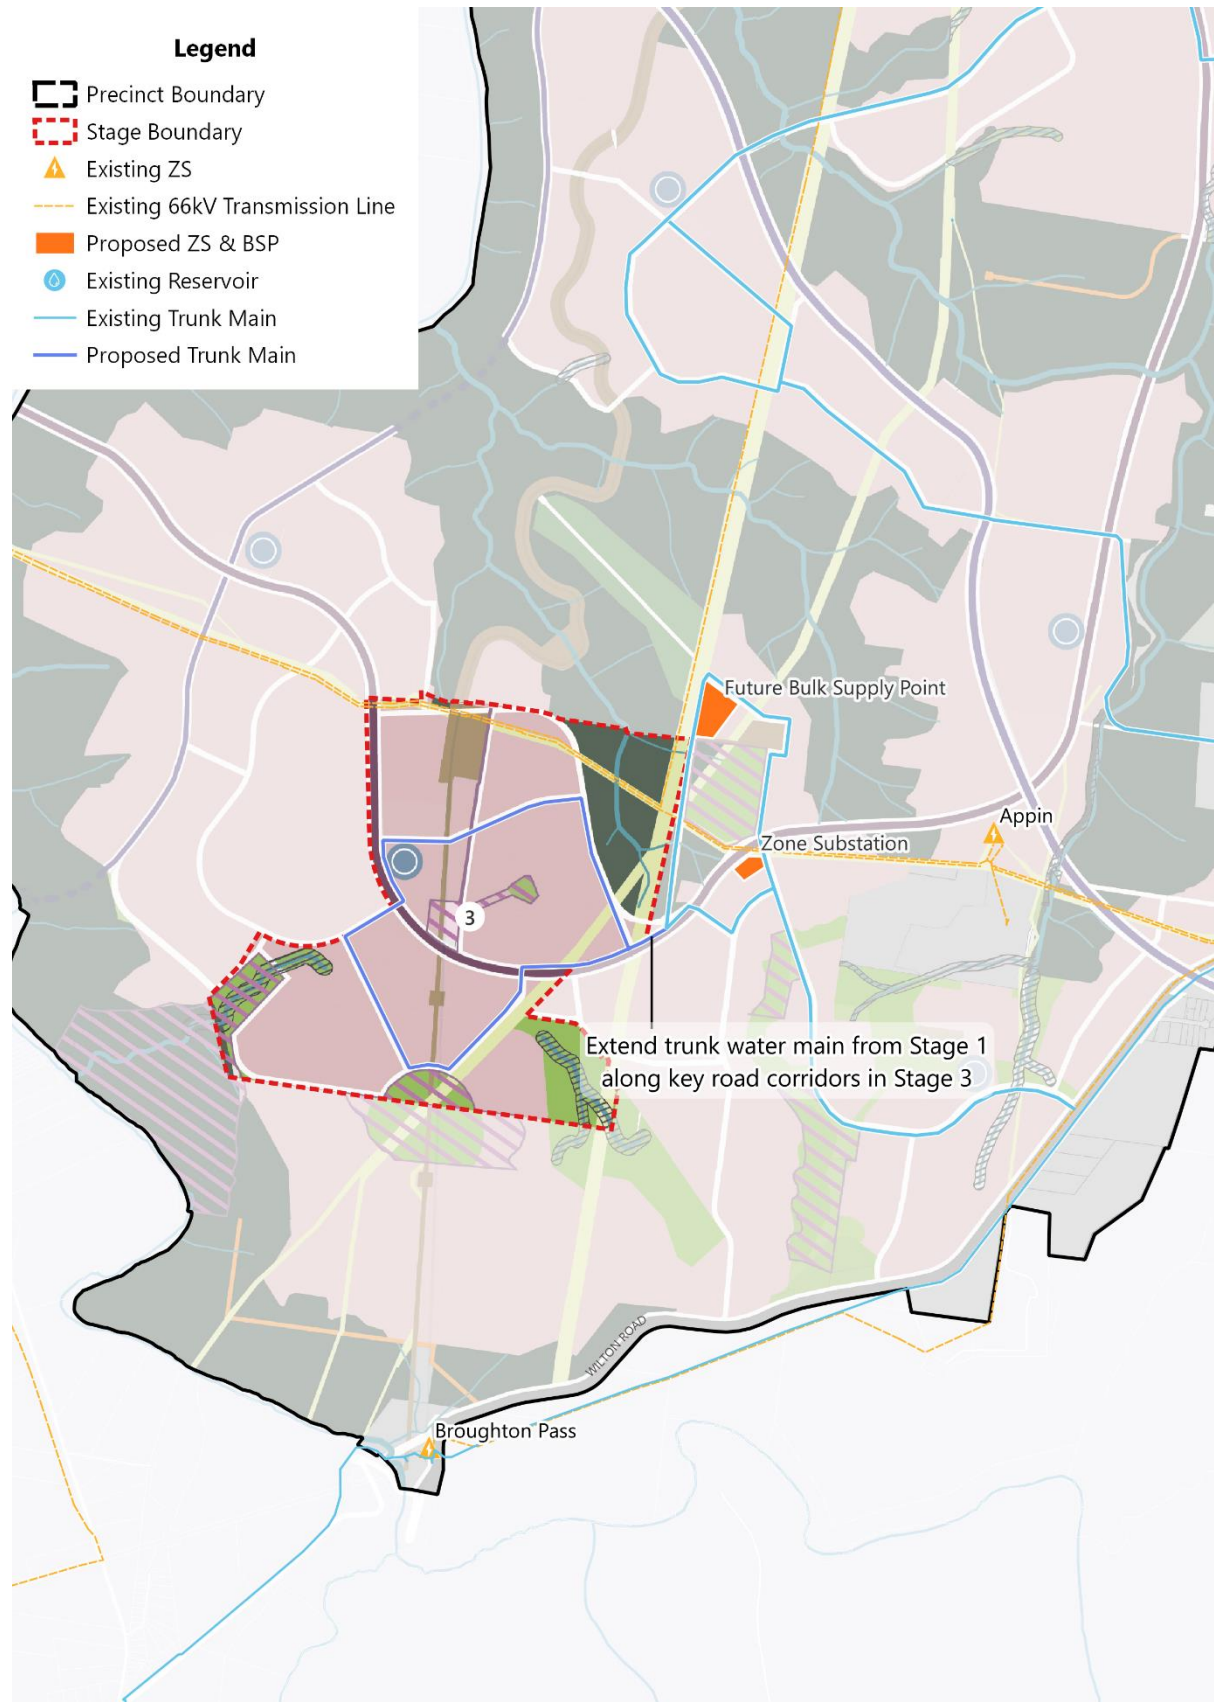 Legend
Precinct Boundary
Stage Boundary
Existing ZS
Existing 66kV Transmission Line
Proposed ZS & BSP
Existing Reservoir
Existing Trunk Main
Proposed Trunk Main
Future Bulk Supply Point
Appin
Zone Substation
3
Extend trunk water main from Stage 1
along key road corridors in Stage 3
WILTON ROAD
Broughton Pass